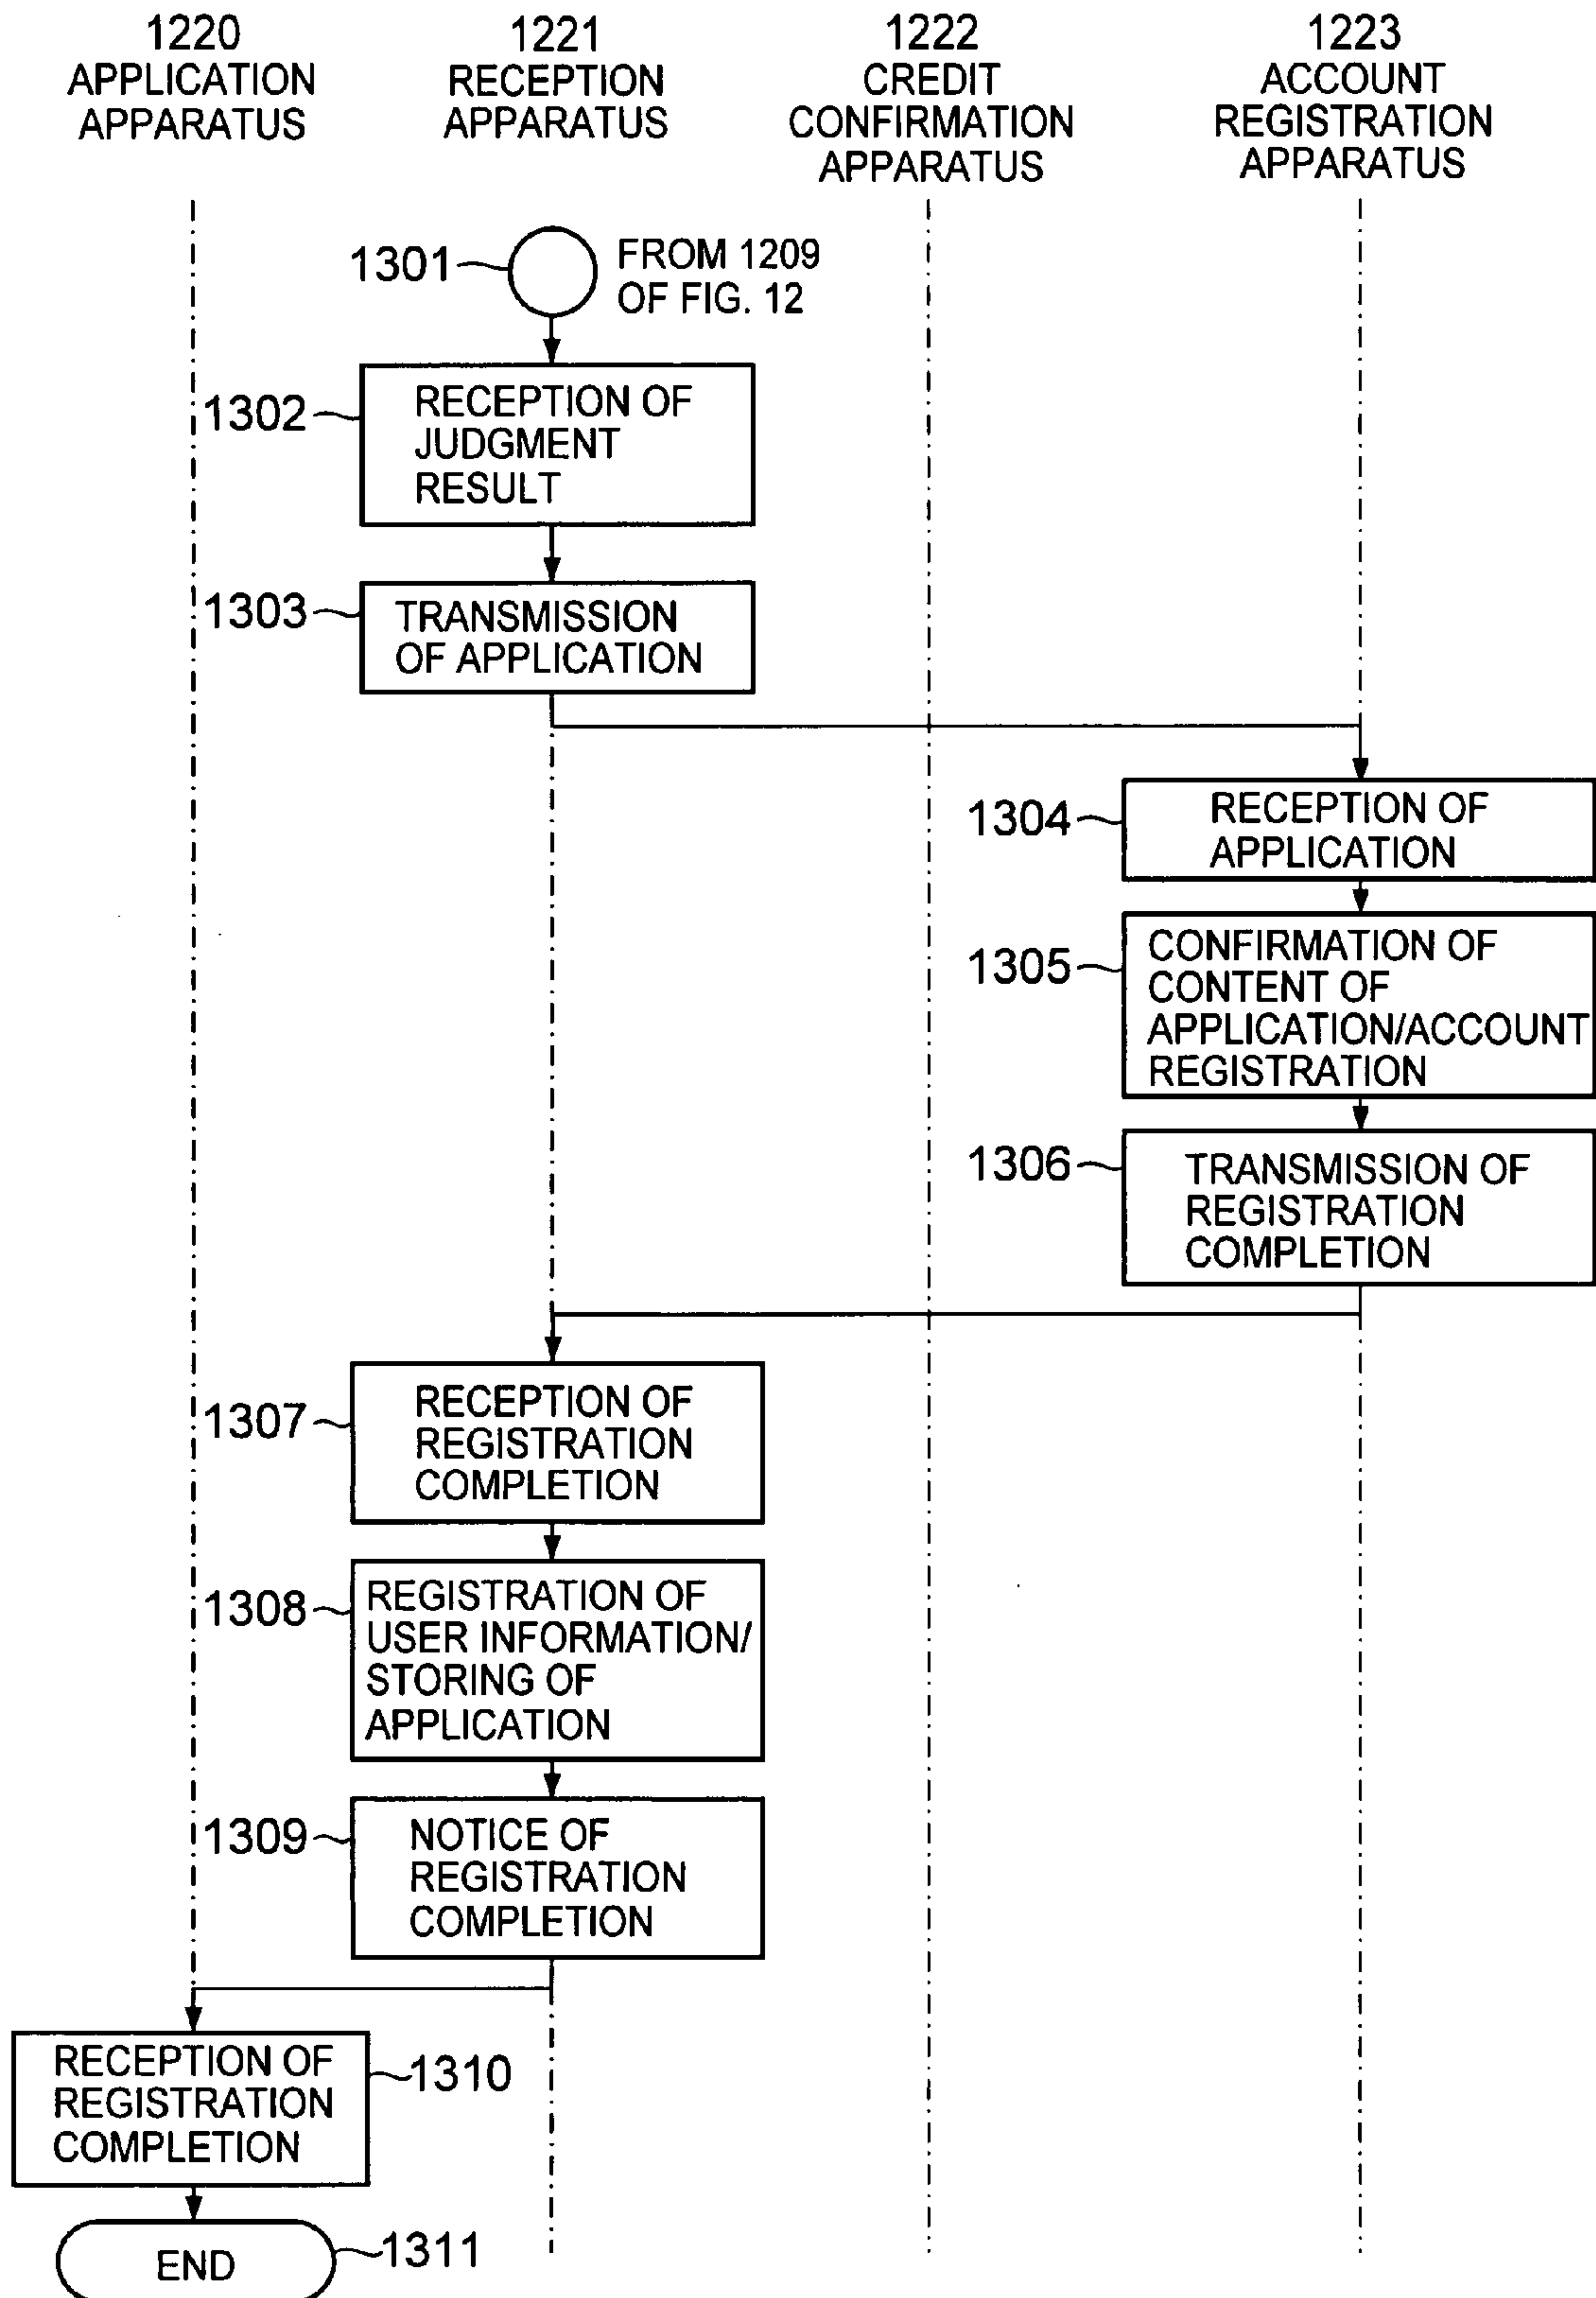 1220
APPLICATION
APPARATUS
1221
RECEPTION
APPARATUS
1222
CREDIT
CONFIRMATION
APPARATUS
1223
ACCOUNT
REGISTRATION
APPARATUS
1301
FROM 1209
OF FIG. 12
1302
RECEPTION OF
JUDGMENT
RESULT
1303
TRANSMISSION
OF APPLICATION
1304
RECEPTION OF
APPLICATION
1305
CONFIRMATION OF
CONTENT OF
APPLICATION/ACCOUNT
REGISTRATION
1306
TRANSMISSION OF
REGISTRATION
COMPLETION
1307
RECEPTION OF
REGISTRATION
COMPLETION
1308
REGISTRATION OF
USER INFORMATION/
STORING OF
APPLICATION
1309
NOTICE OF
REGISTRATION
COMPLETION
RECEPTION OF
REGISTRATION
COMPLETION
1310
END
1311